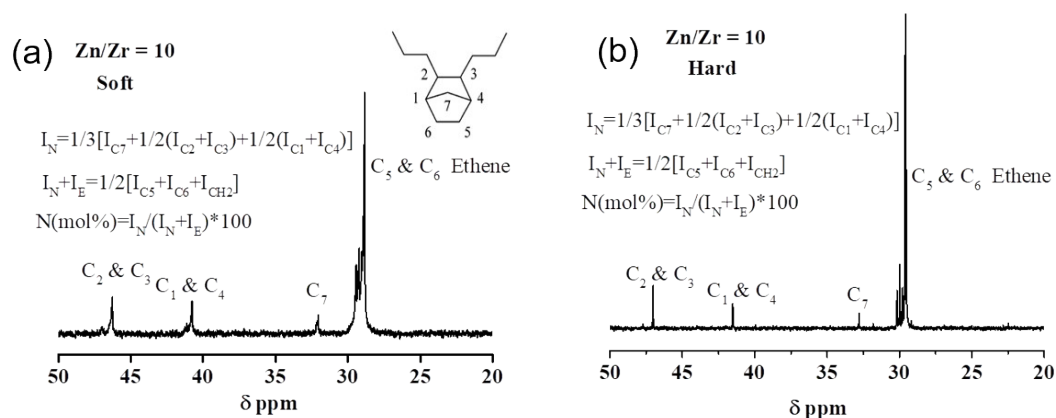 (a)
Zn/Zr = 10
Soft
2
3
1
7
4
6
5
I_N=1/3[I_C7+1/2(I_C2+I_C3)+1/2(I_C1+I_C4)]
I_N+I_E=1/2[I_C5+I_C6+I_CH2]
N(mol%)=I_N/(I_N+I_E)*100
C_5 & C_6 Ethene
C_2 & C_3
C_1 & C_4
C_7
50 45 40 35 30 25 20
δ ppm
(b)
Zn/Zr = 10
Hard
I_N=1/3[I_C7+1/2(I_C2+I_C3)+1/2(I_C1+I_C4)]
I_N+I_E=1/2[I_C5+I_C6+I_CH2]
N(mol%)=I_N/(I_N+I_E)*100
C_5 & C_6 Ethene
C_2 & C_3
C_1 & C_4
C_7
50 45 40 35 30 25 20
δ ppm